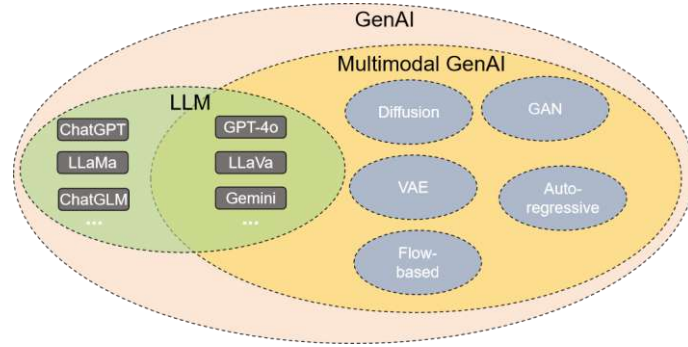 GenAI
Multimodal GenAI
LLM
ChatGPT
LLaMa
ChatGLM
...
GPT-4o
LLaVa
Gemini
...
Diffusion
GAN
VAE
Auto-
regressive
Flow-
based